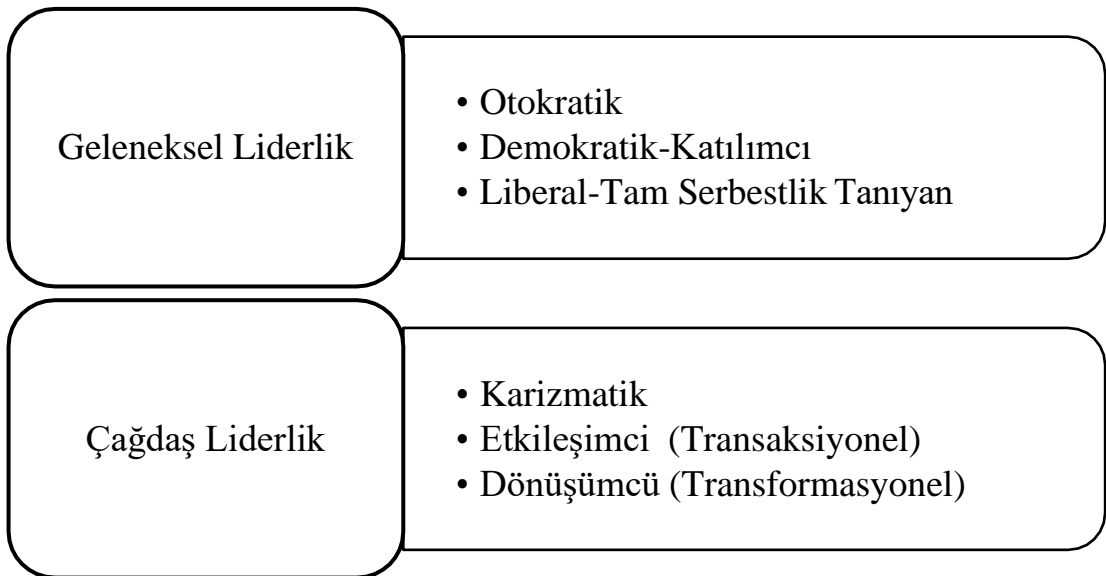 Geleneksel Liderlik
• Otokratik
• Demokratik-Katılımcı
• Liberal-Tam Serbestlik Tanıyan
Çağdaş Liderlik
• Karizmatik
• Etkileşimci (Transaksiyonel)
• Dönüşümcü (Transformasyonel)